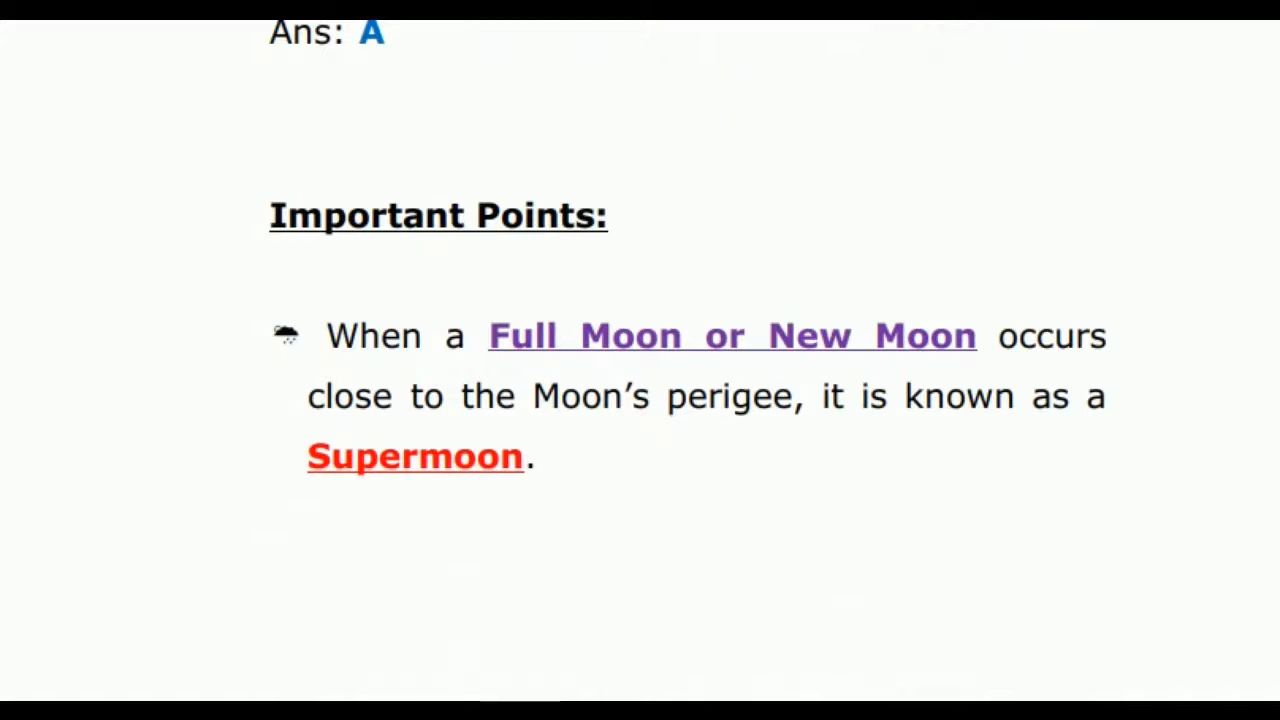 Ans: A
Important Points:
When a Full Moon or New Moon occurs
close to the Moon’s perigee, it is known as a
Supermoon.